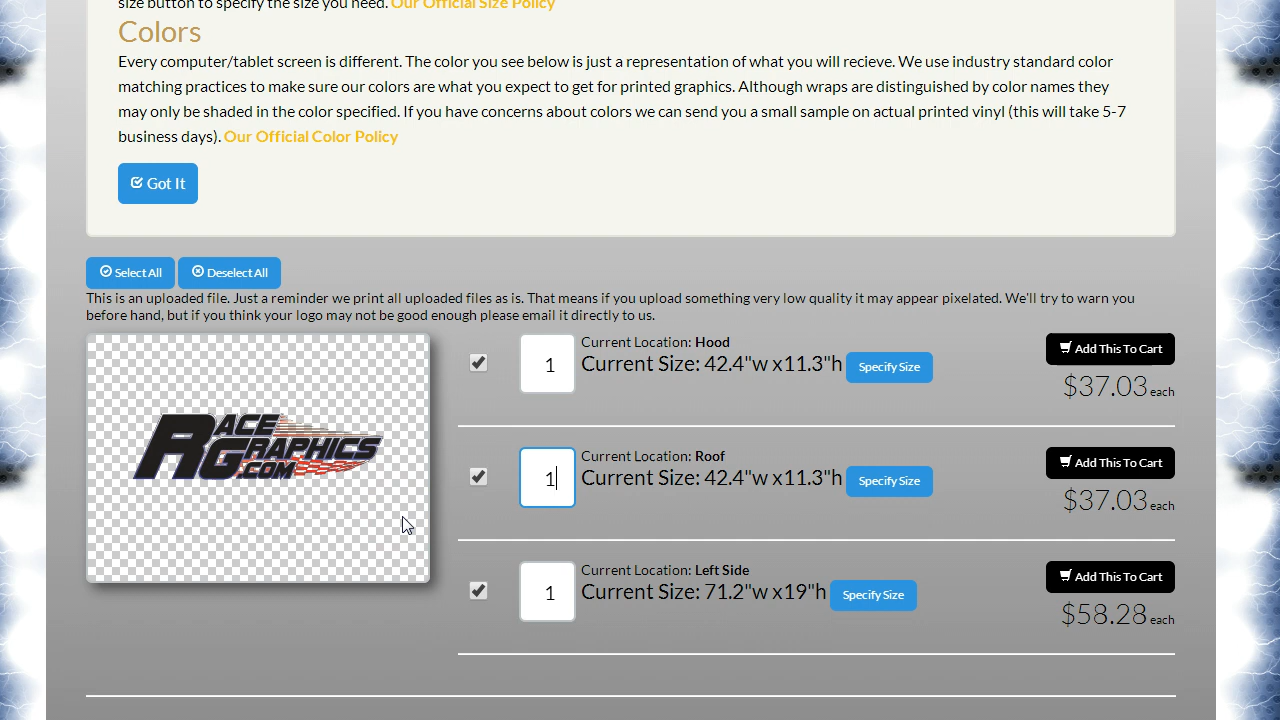 size button to specify the size you need. Our Official Size Policy
Colors
Every computer/tablet screen is different. The color you see below is just a representation of what you will recieve. We use industry standard color
matching practices to make sure our colors are what you expect to get for printed graphics. Although wraps are distinguished by color names they
may only be shaded in the color specified. If you have concerns about colors we can send you a small sample on actual printed vinyl (this will take 5-7
business days). Our Official Color Policy
Got It
Select All Deselect All
This is an uploaded file. Just a reminder we print all uploaded files as is. That means if you upload something very low quality it may appear pixelated. We'll try to warn you
before hand, but if you think your logo may not be good enough please email it directly to us.
RACE
GRAPHICS
.COM
1
Current Location: Hood
Current Size: 42.4"w x11.3"h Specify Size
Add This To Cart
$37.03 each
1
Current Location: Roof
Current Size: 42.4"w x11.3"h Specify Size
Add This To Cart
$37.03 each
1
Current Location: Left Side
Current Size: 71.2"w x19"h Specify Size
Add This To Cart
$58.28 each